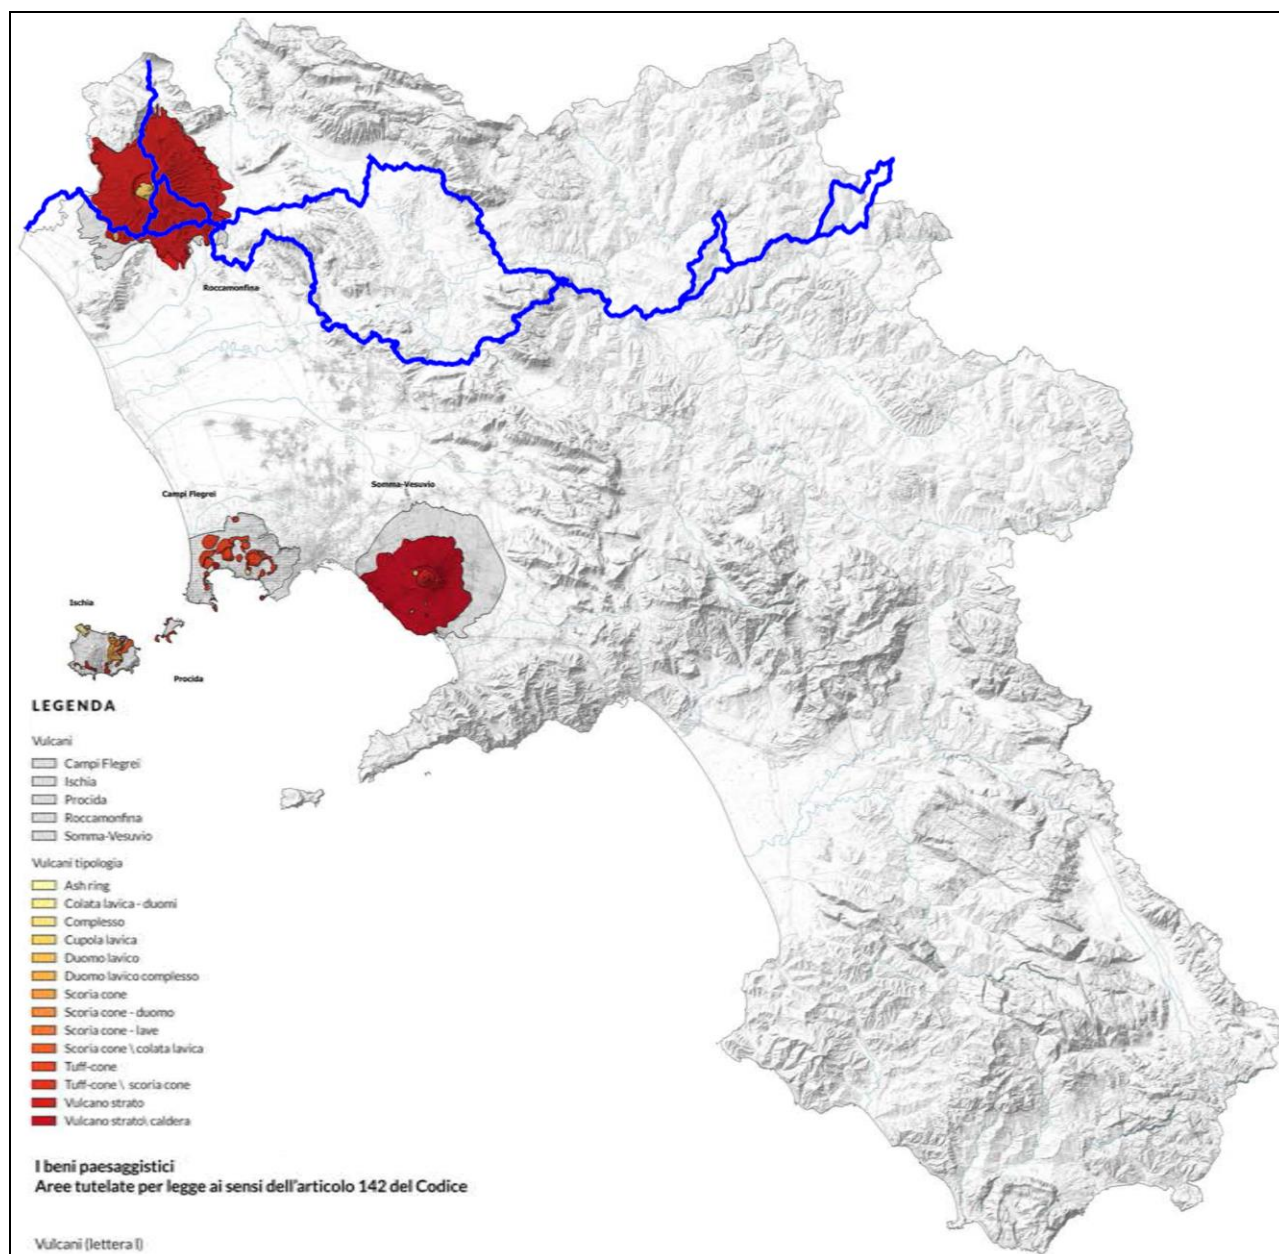 Roccamonfina
Campi Flegrei
Somma-Vesuvio
Ischia
Procida
LEGENDA
Vulcani
Campi Flegrei
Ischia
Procida
Roccamonfina
Somma-Vesuvio
Vulcani tipologia
Ash ring
Colata lavica - duomi
Complesso
Cupola lavica
Duomo lavico
Duomo lavico complesso
Scoria cone
Scoria cone - duomo
Scoria cone - lave
Scoria cone \ colata lavica
Tuff-cone
Tuff-cone \ scoria cone
Vulcano strato
Vulcano strato\ caldera
I beni paesaggistici
Aree tutelate per legge ai sensi dell'articolo 142 del Codice
Vulcani (lettera l)